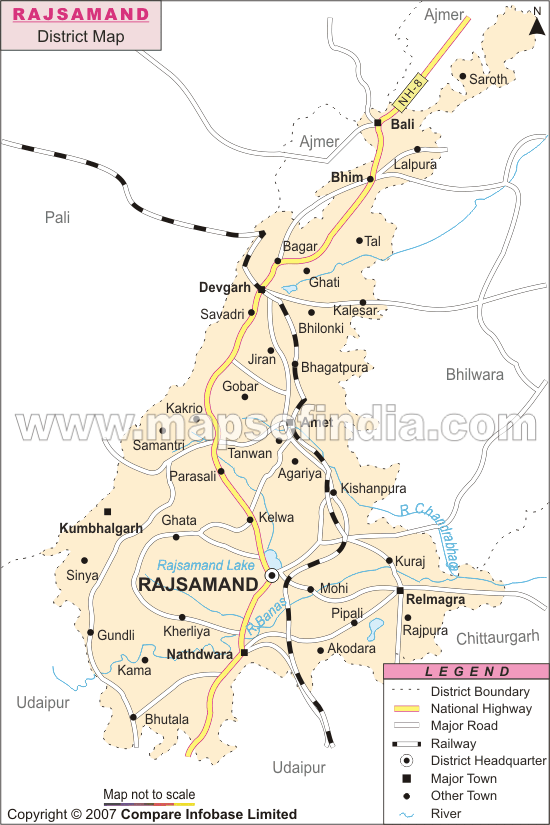 RAJSAMAND
District Map
N
Ajmer
NH-8
Saroth
Bali
Ajmer
Lalpura
Bhim
Pali
Bagar
Tal
Devgarh
Ghati
Savadri
Kalesar
Bhilonki
Jiran
Bhagatpura
Bhilwara
Gobar
Kakrio
www.mapsofindia.com
Amet
Samantri
Tanwan
Parasali
Agariya
Kishanpura
Kumbhalgarh
Ghata
Kelwa
R Chandrabhaga
Sinya
Rajsamand Lake
Kuraj
RAJSAMAND
Mohi
Relmagra
R Banas
Pipali
Kherliya
Rajpura
Gundli
Chittaurgarh
Nathdwara
Akodara
Kama
Udaipur
Bhutala
Udaipur
LEGEND
District Boundary
National Highway
Major Road
Railway
District Headquarter
Major Town
Other Town
River
Map not to scale
Copyright © 2007 Compare Infobase Limited